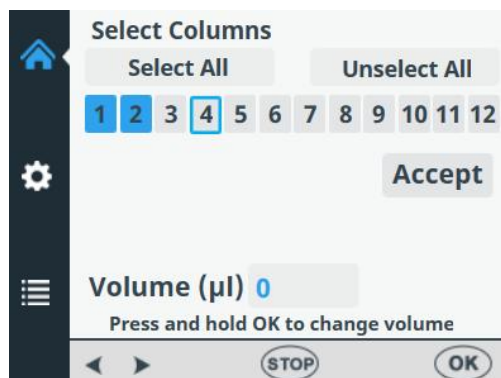 Select Columns
Select All Unselect All
1 2 3 4 5 6 7 8 9 10 11 12
Accept
Volume (µl) 0
Press and hold OK to change volume
STOP OK